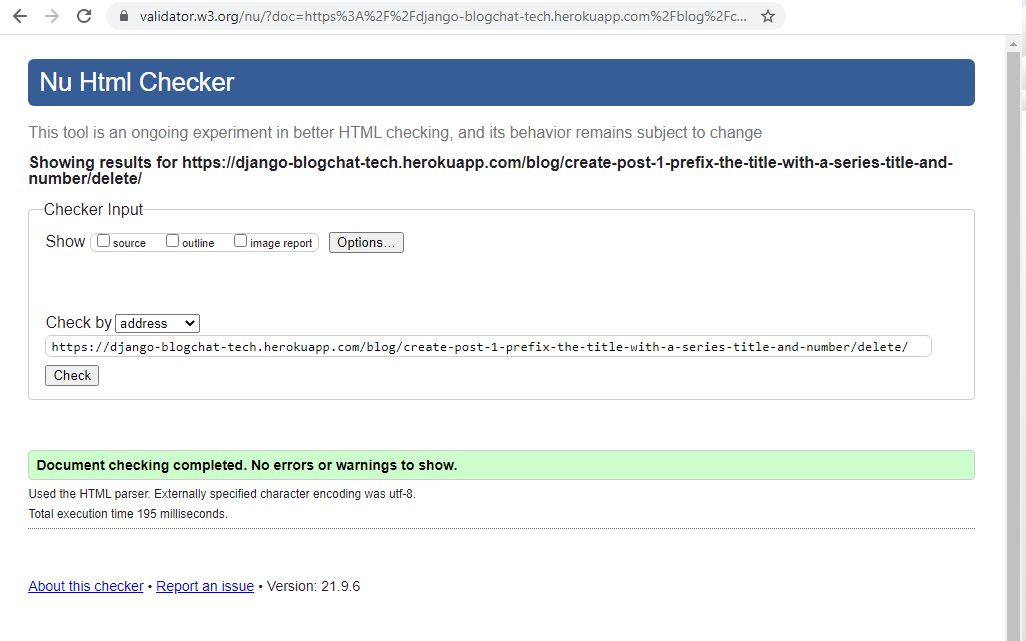 validator.w3.org/nu/?doc=https%3A%2F%2Fdjango-blogchat-tech.herokuapp.com%2Fblog%2Fc...
Nu Html Checker
This tool is an ongoing experiment in better HTML checking, and its behavior remains subject to change
Showing results for https://django-blogchat-tech.herokuapp.com/blog/create-post-1-prefix-the-title-with-a-series-title-and-
number/delete/
Checker Input
Show source outline image report Options...
Check by address
https://django-blogchat-tech.herokuapp.com/blog/create-post-1-prefix-the-title-with-a-series-title-and-number/delete/
Check
Document checking completed. No errors or warnings to show.
Used the HTML parser. Externally specified character encoding was utf-8.
Total execution time 195 milliseconds.
About this checker • Report an issue • Version: 21.9.6